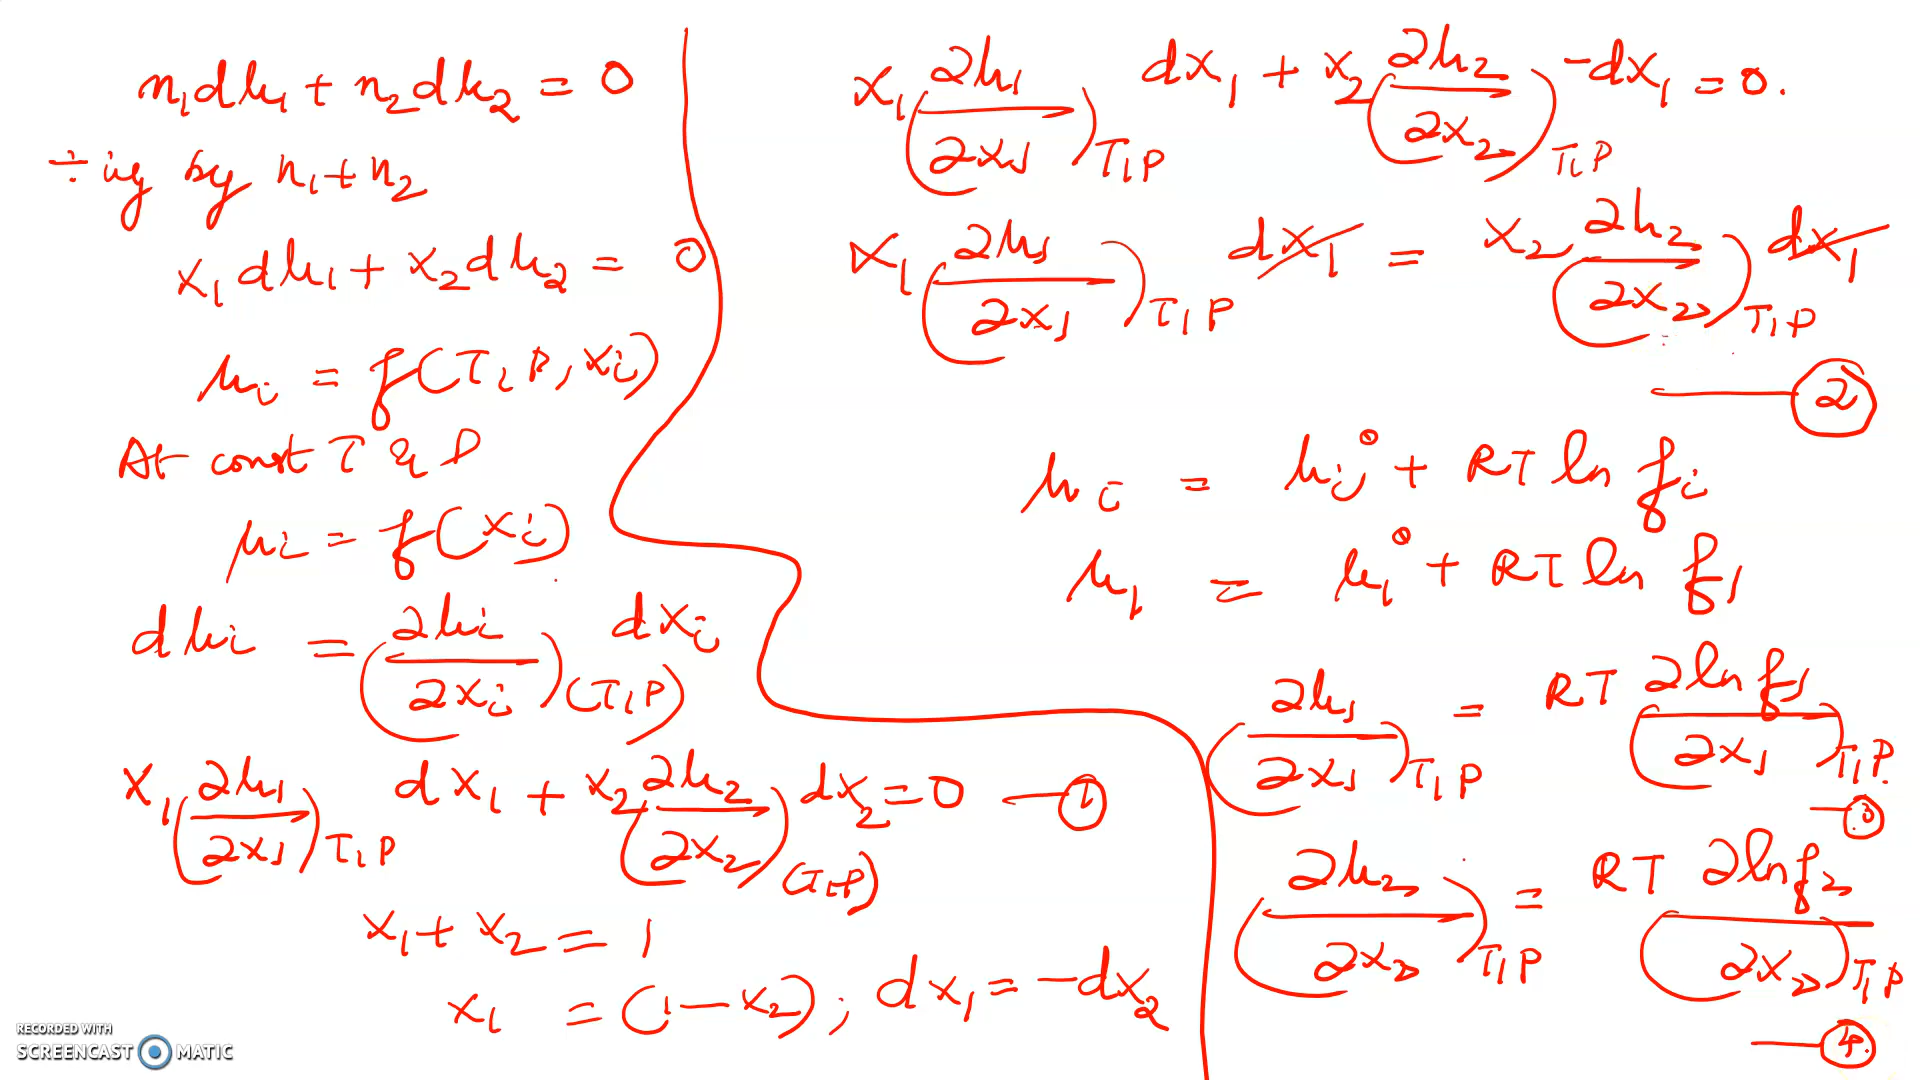 n₁dμ₁ + n₂dμ₂ = 0
÷ ig by n₁+n₂
x₁dμ₁ + x₂dμ₂ = 0
μᵢ = f(T, P, xᵢ)
At const T & P
μᵢ = f(xᵢ)
dμᵢ = (∂μᵢ/∂xᵢ)(T,P) dxᵢ
x₁(∂μ₁/∂x₁)T,P dx₁ + x₂(∂μ₂/∂x₂)(T,P) dx₂ = 0 — ①
x₁ + x₂ = 1
x₁ = (1 − x₂); dx₁ = −dx₂
x₁(∂μ₁/∂x₁)T,P dx₁ + x₂(∂μ₂/∂x₂)T,P −dx₁ = 0.
x₁(∂μ₁/∂x₁)T,P dx₁ = x₂(∂μ₂/∂x₂)T,P dx₁
— ②
μᵢ = μᵢ° + RT ln fᵢ
μ₁ = μ₁° + RT ln f₁
(∂μ₁/∂x₁)T,P = RT (∂ln f₁/∂x₁)T,P.
— ③
(∂μ₂/∂x₂)T,P = RT (∂ln f₂/∂x₂)T,P
— ④
RECORDED WITH
SCREENCAST MATIC